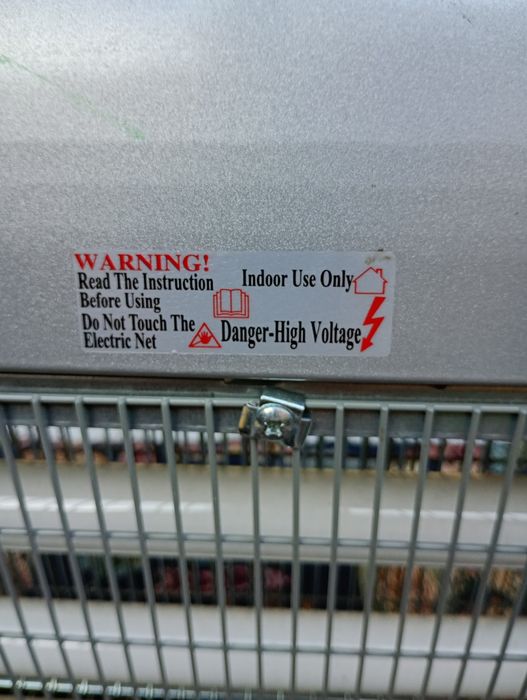 WARNING!
Read The Instruction
Before Using
Do Not Touch The
Electric Net
Indoor Use Only
Danger-High Voltage